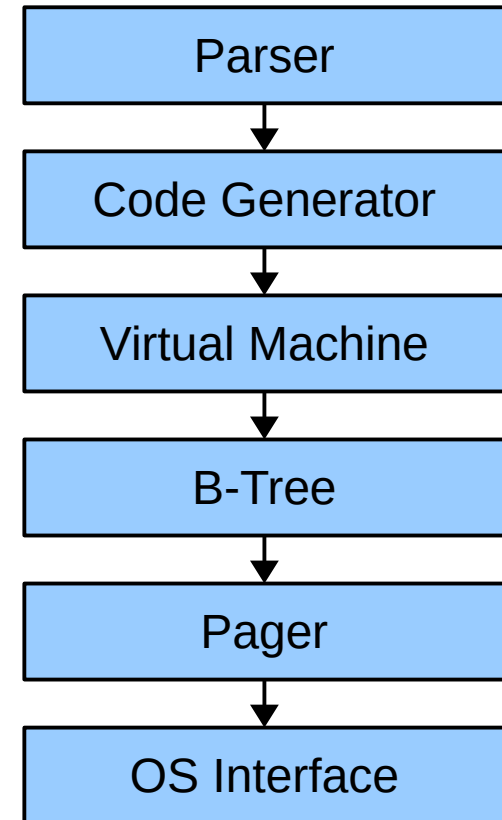 Parser
Code Generator
Virtual Machine
B-Tree
Pager
OS Interface